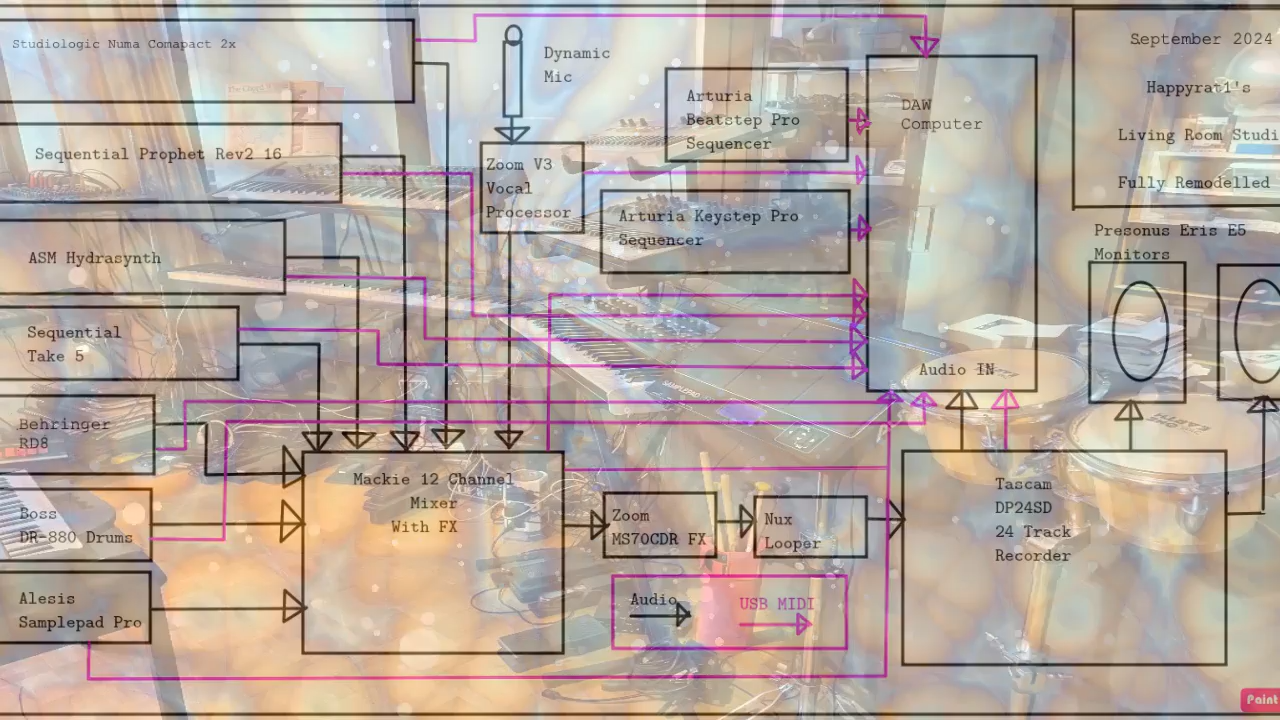 Studiologic Numa Comapact 2x
Sequential Prophet Rev2 16
ASM Hydrasynth
Sequential
Take 5
Behringer
RD8
Boss
DR-880 Drums
Alesis
Samplepad Pro
Dynamic
Mic
Zoom V3
Vocal
Processor
Arturia
Beatstep Pro
Sequencer
Arturia Keystep Pro
Sequencer
DAW
Computer
Audio IN
September 2024
Happyrat1's
Living Room Studi
Fully Remodelled
Presonus Eris E5
Monitors
Mackie 12 Channel
Mixer
With FX
Zoom
MS70CDR FX
Nux
Looper
Audio
USB MIDI
Tascam
DP24SD
24 Track
Recorder
Paint